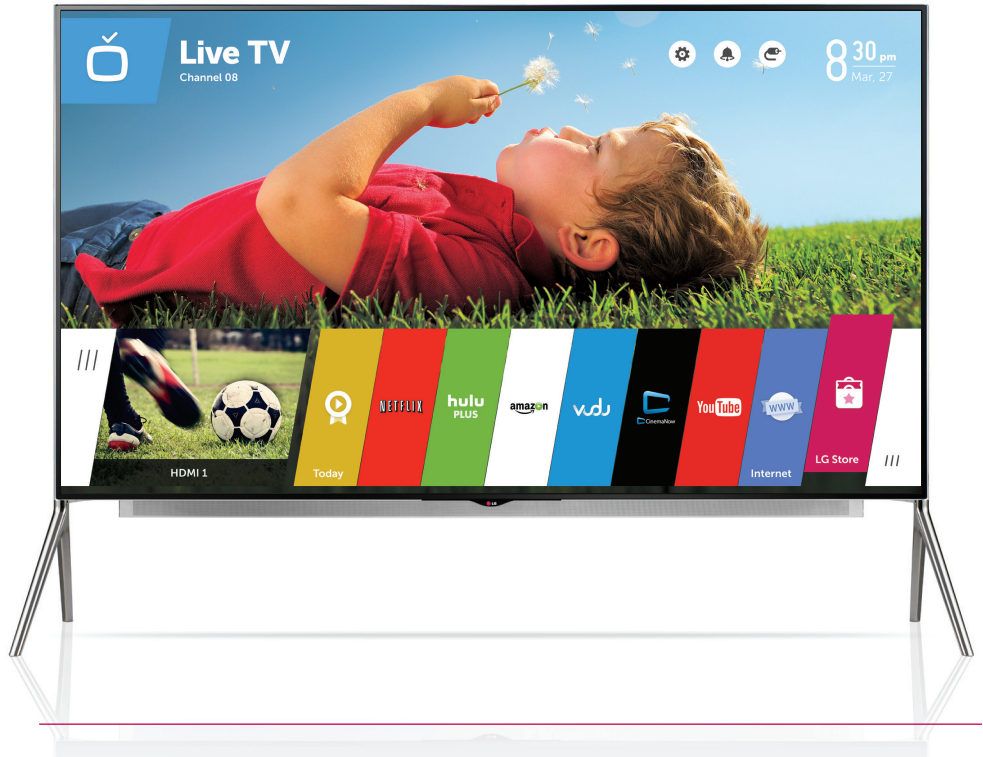 Live TV
Channel 08
8 30 pm
Mar, 27
HDMI 1
Today
NETFLIX
hulu
PLUS
amazon
vudu
CinemaNow
YouTube
www
Internet
LG Store
LG